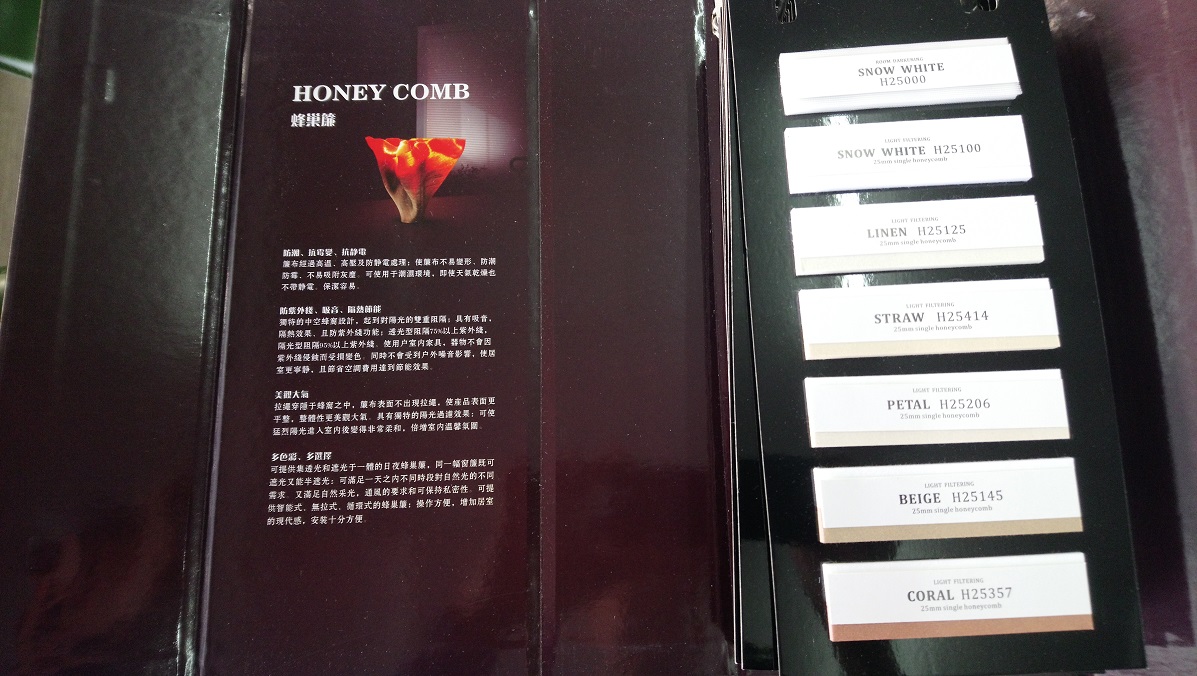 HONEY COMB
蜂巢簾
防潮、抗霉變、抗靜電
簾布經過高溫、高壓及防靜電處理；使簾布不易變形、防潮
防霉、不易吸附灰塵。可使用于潮濕環境，即使天氣乾燥也
不帶靜電。保潔容易。
防紫外綫、吸音、隔熱節能
獨特的中空蜂窩設計，起到對陽光的雙重阻隔；具有吸音，
隔熱效果。且防紫外綫功能；透光型阻隔75%以上紫外綫，
隔光型阻隔95%以上紫外綫。使用户室内家具，器物不會因
紫外綫侵蝕而受損變色。同時不會受到户外噪音影響，使居
室更寧靜，且節省空調費用達到節能效果。
美觀大氣
拉繩穿隱于蜂窩之中，簾布表面不出現拉繩，使産品表面更
平整，整體性更美觀大氣。具有獨特的陽光過濾效果；可使
猛烈陽光進入室内後變得非常柔和，倍增室内温馨氛圍。
多色彩、多選擇
可提供集透光和遮光于一體的日夜蜂巢簾，同一幅窗簾既可
遮光又能半遮光；可滿足一天之内不同時段對自然光的不同
需求。又滿足自然采光，通風的要求和可保持私密性。可提
供智能式、無拉式、循環式的蜂巢簾；操作方便，增加居室
的現代感，安裝十分方便。
ROOM DARKENING
SNOW WHITE
H25000
LIGHT FILTERING
SNOW WHITE H25100
25mm single honeycomb
LIGHT FILTERING
LINEN H25125
25mm single honeycomb
LIGHT FILTERING
STRAW H25414
25mm single honeycomb
LIGHT FILTERING
PETAL H25206
25mm single honeycomb
LIGHT FILTERING
BEIGE H25145
25mm single honeycomb
LIGHT FILTERING
CORAL H25357
25mm single honeycomb